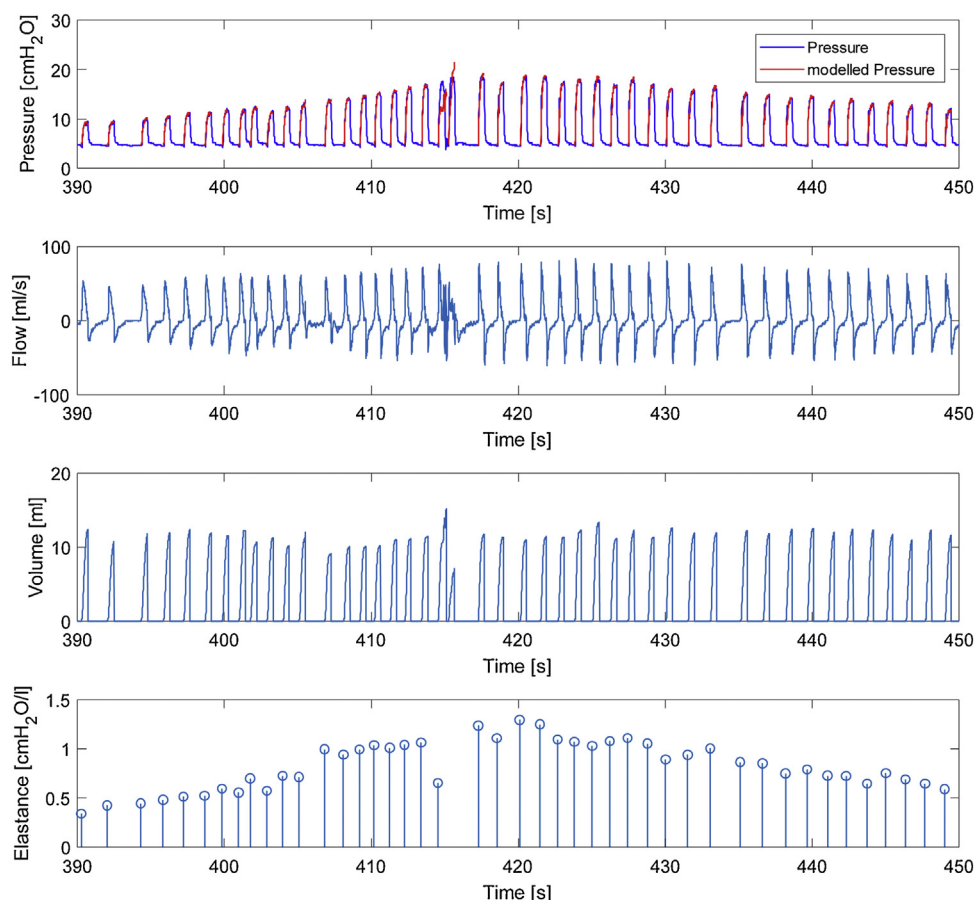 30
20
10
0
Pressure [cmH2O]
Pressure
modelled Pressure
390 400 410 420 430 440 450
Time [s]
100
0
-100
Flow [ml/s]
390 400 410 420 430 440 450
Time [s]
20
10
0
Volume [ml]
390 400 410 420 430 440 450
Time [s]
1.5
1
0.5
0
Elastance [cmH2O/l]
390 400 410 420 430 440 450
Time [s]